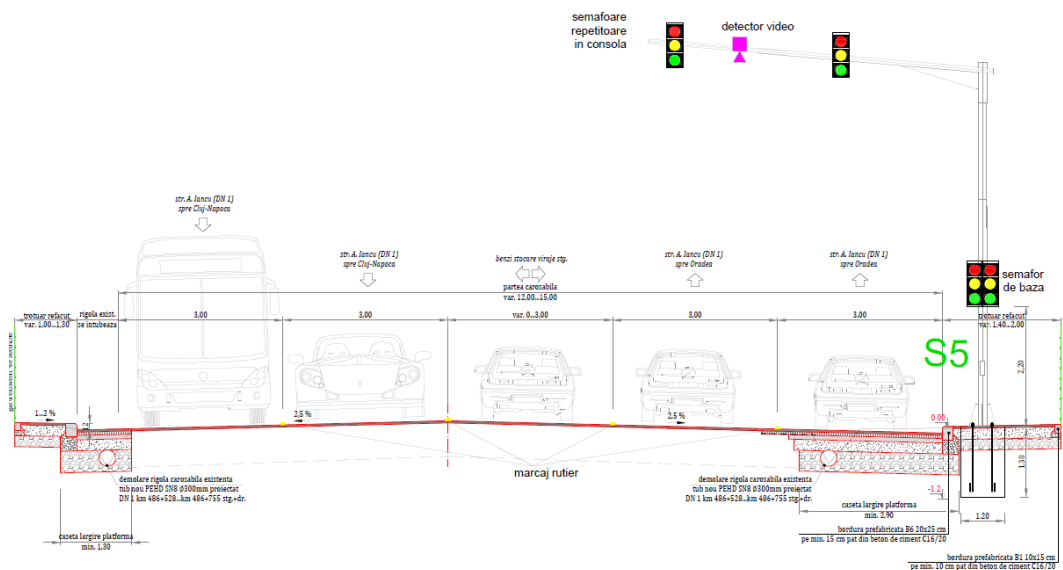 semafoare
repetitoare
in consola
detector video
str. A. Iancu (DN 1)
spre Cluj-Napoca
str. A. Iancu (DN 1)
spre Cluj-Napoca
benzi stocare viraje stg.
str. A. Iancu (DN 1)
spre Oradea
str. A. Iancu (DN 1)
spre Oradea
partea carosabila
var. 12,00..15,00
semafor
de baza
trotuar refacut
var. 1,00..1,30
rigola exist.
se intubeaza
3,00
3,00
var. 0..3,00
3,00
3,00
trotuar refacut
var. 1,40..2,00
S5
2,20
1..2 %
2,5 %
2,5 %
0.00
marcaj rutier
1,30
-1.2
demolare rigola carosabila existenta
tub nou PEHD SN8 Ø300mm proiectat
DN 1 km 486+528..km 486+755 stg.+dr.
demolare rigola carosabila existenta
tub nou PEHD SN8 Ø300mm proiectat
DN 1 km 486+528..km 486+755 stg.+dr.
caseta largire platforma
min. 1,30
caseta largire platforma
min. 2,90
1.20
bordura prefabricata B6 20x25 cm
pe min. 15 cm pat din beton de ciment C16/20
bordura prefabricata B1 10x15 cm
pe min. 10 cm pat din beton de ciment C16/20